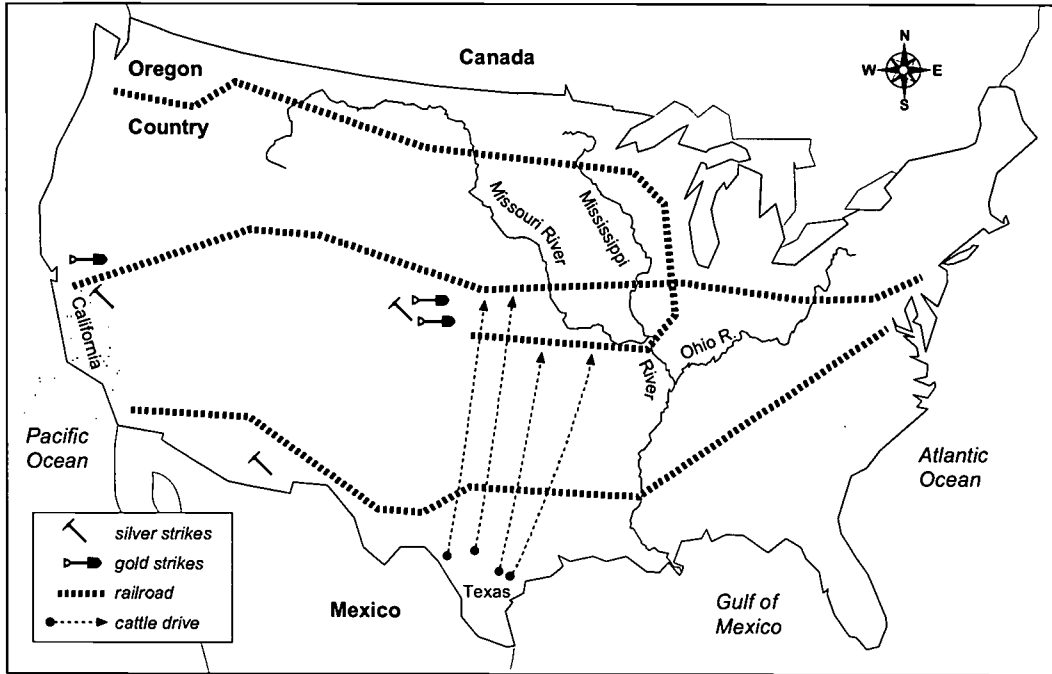 Canada
N
W E
S
Oregon
Country
Missouri River
Mississippi
River
Ohio R.
California
Pacific
Ocean
Atlantic
Ocean
Texas
Mexico
Gulf of
Mexico
silver strikes
gold strikes
railroad
cattle drive